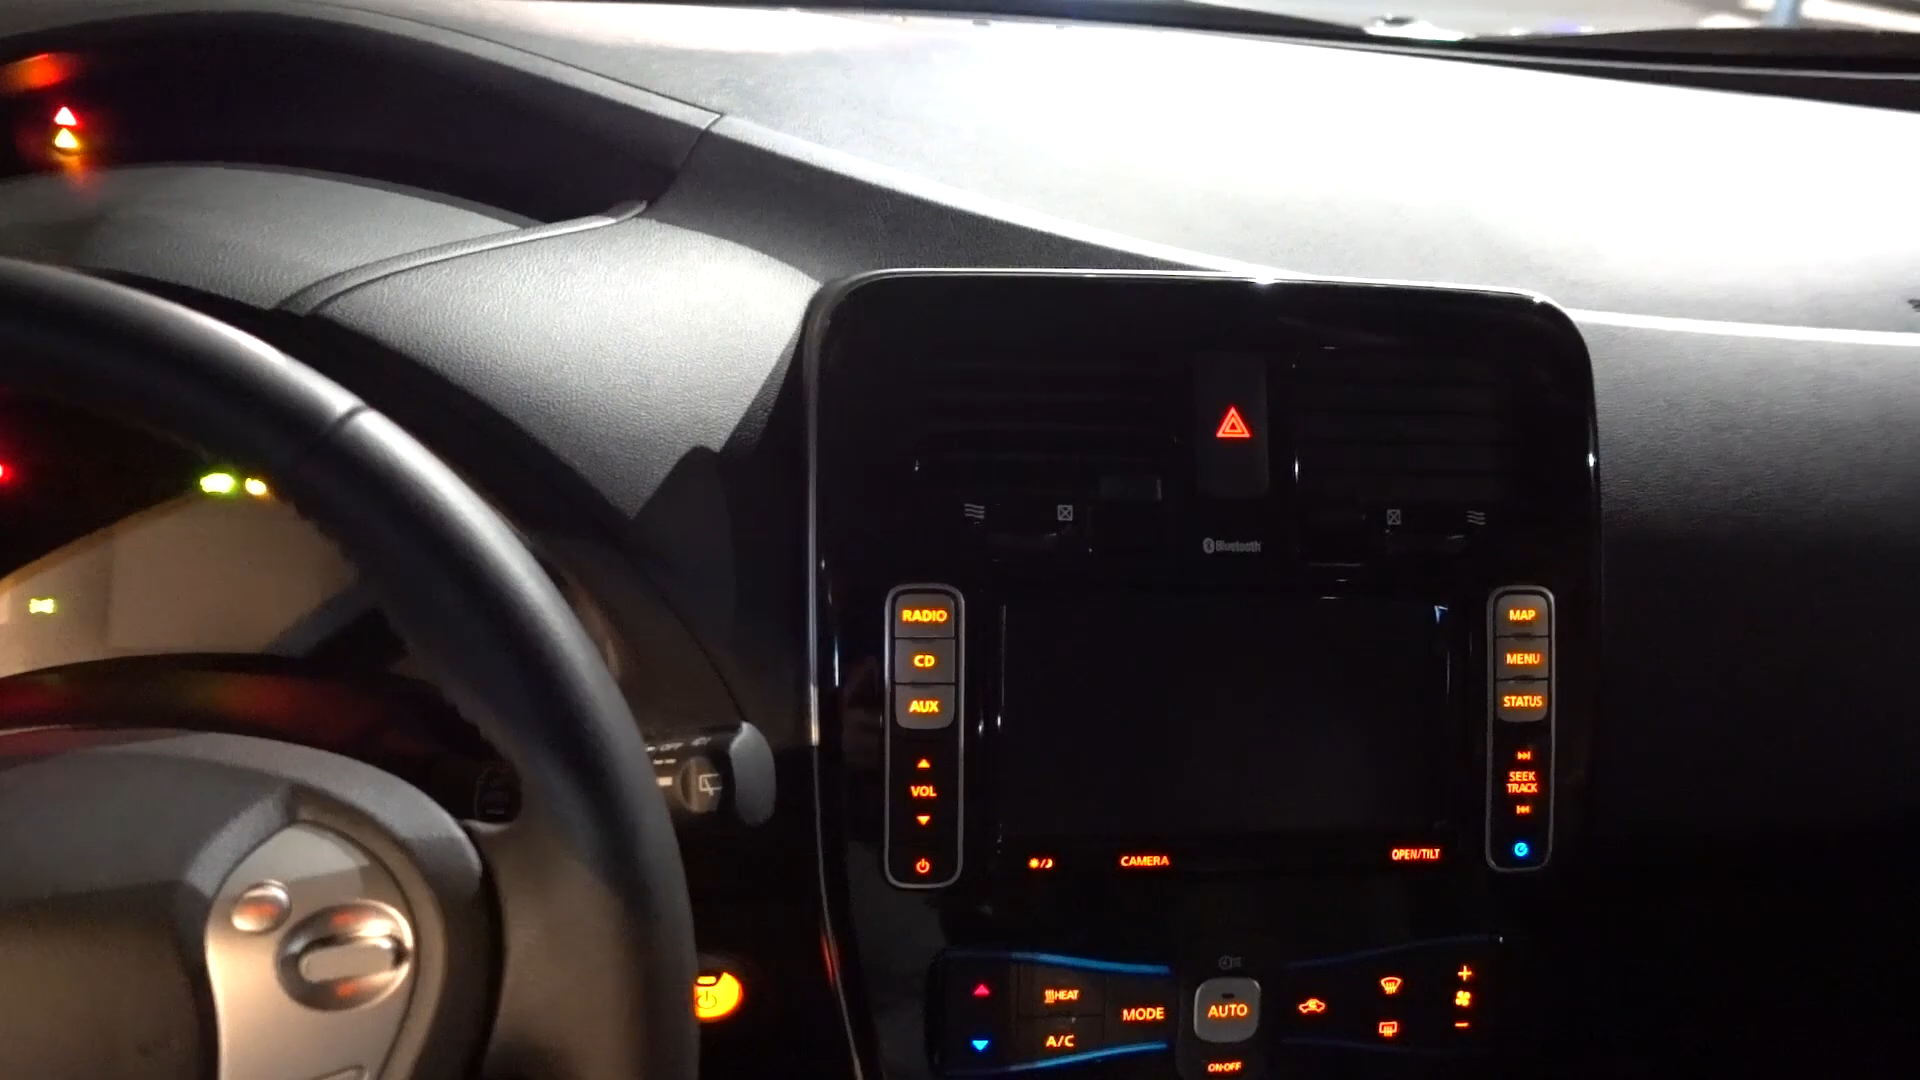 Bluetooth
RADIO
CD
AUX
VOL
MAP
MENU
STATUS
SEEK
TRACK
CAMERA
OPEN/TILT
HEAT
A/C
MODE
AUTO
ON·OFF